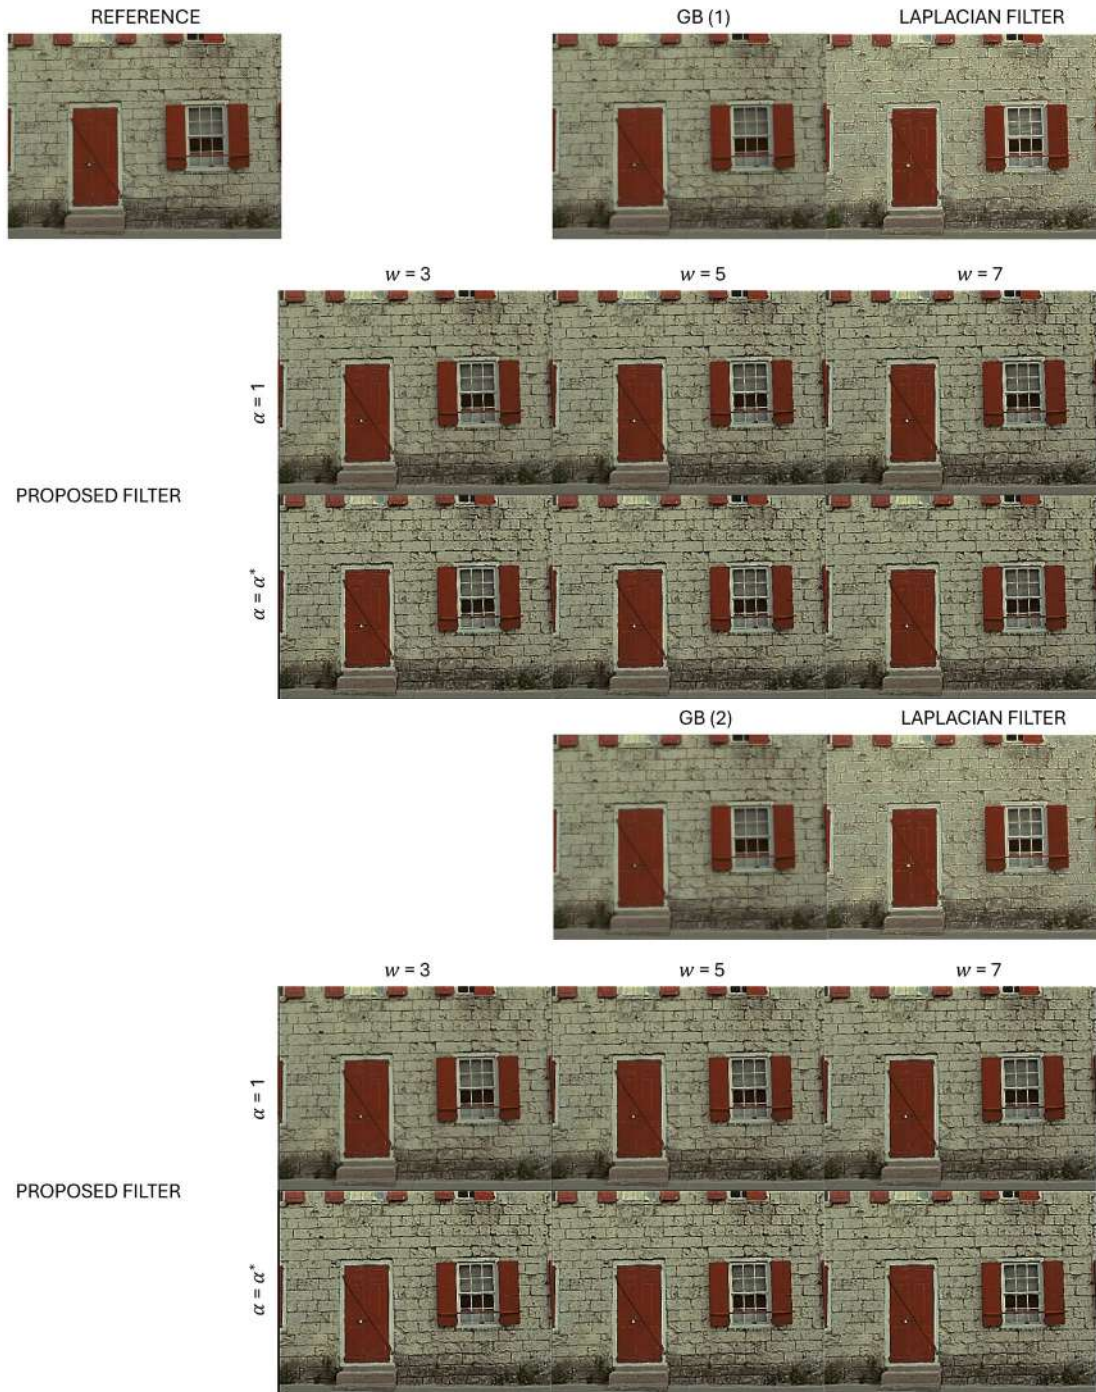 REFERENCE
GB (1)
LAPLACIAN FILTER
w = 3
w = 5
w = 7
α = 1
PROPOSED FILTER
α = α*
GB (2)
LAPLACIAN FILTER
w = 3
w = 5
w = 7
α = 1
PROPOSED FILTER
α = α*